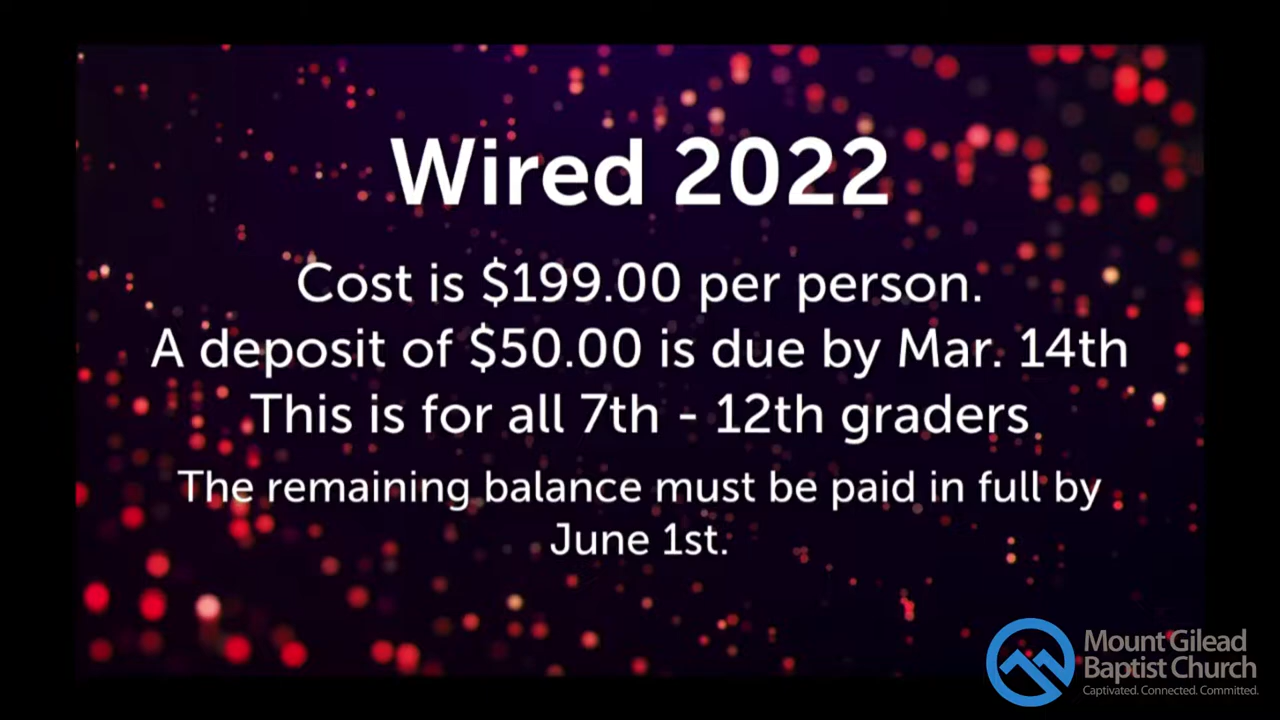 Wired 2022
Cost is $199.00 per person.
A deposit of $50.00 is due by Mar. 14th
This is for all 7th - 12th graders
The remaining balance must be paid in full by
June 1st.
Mount Gilead
Baptist Church
Captivated. Connected. Committed.